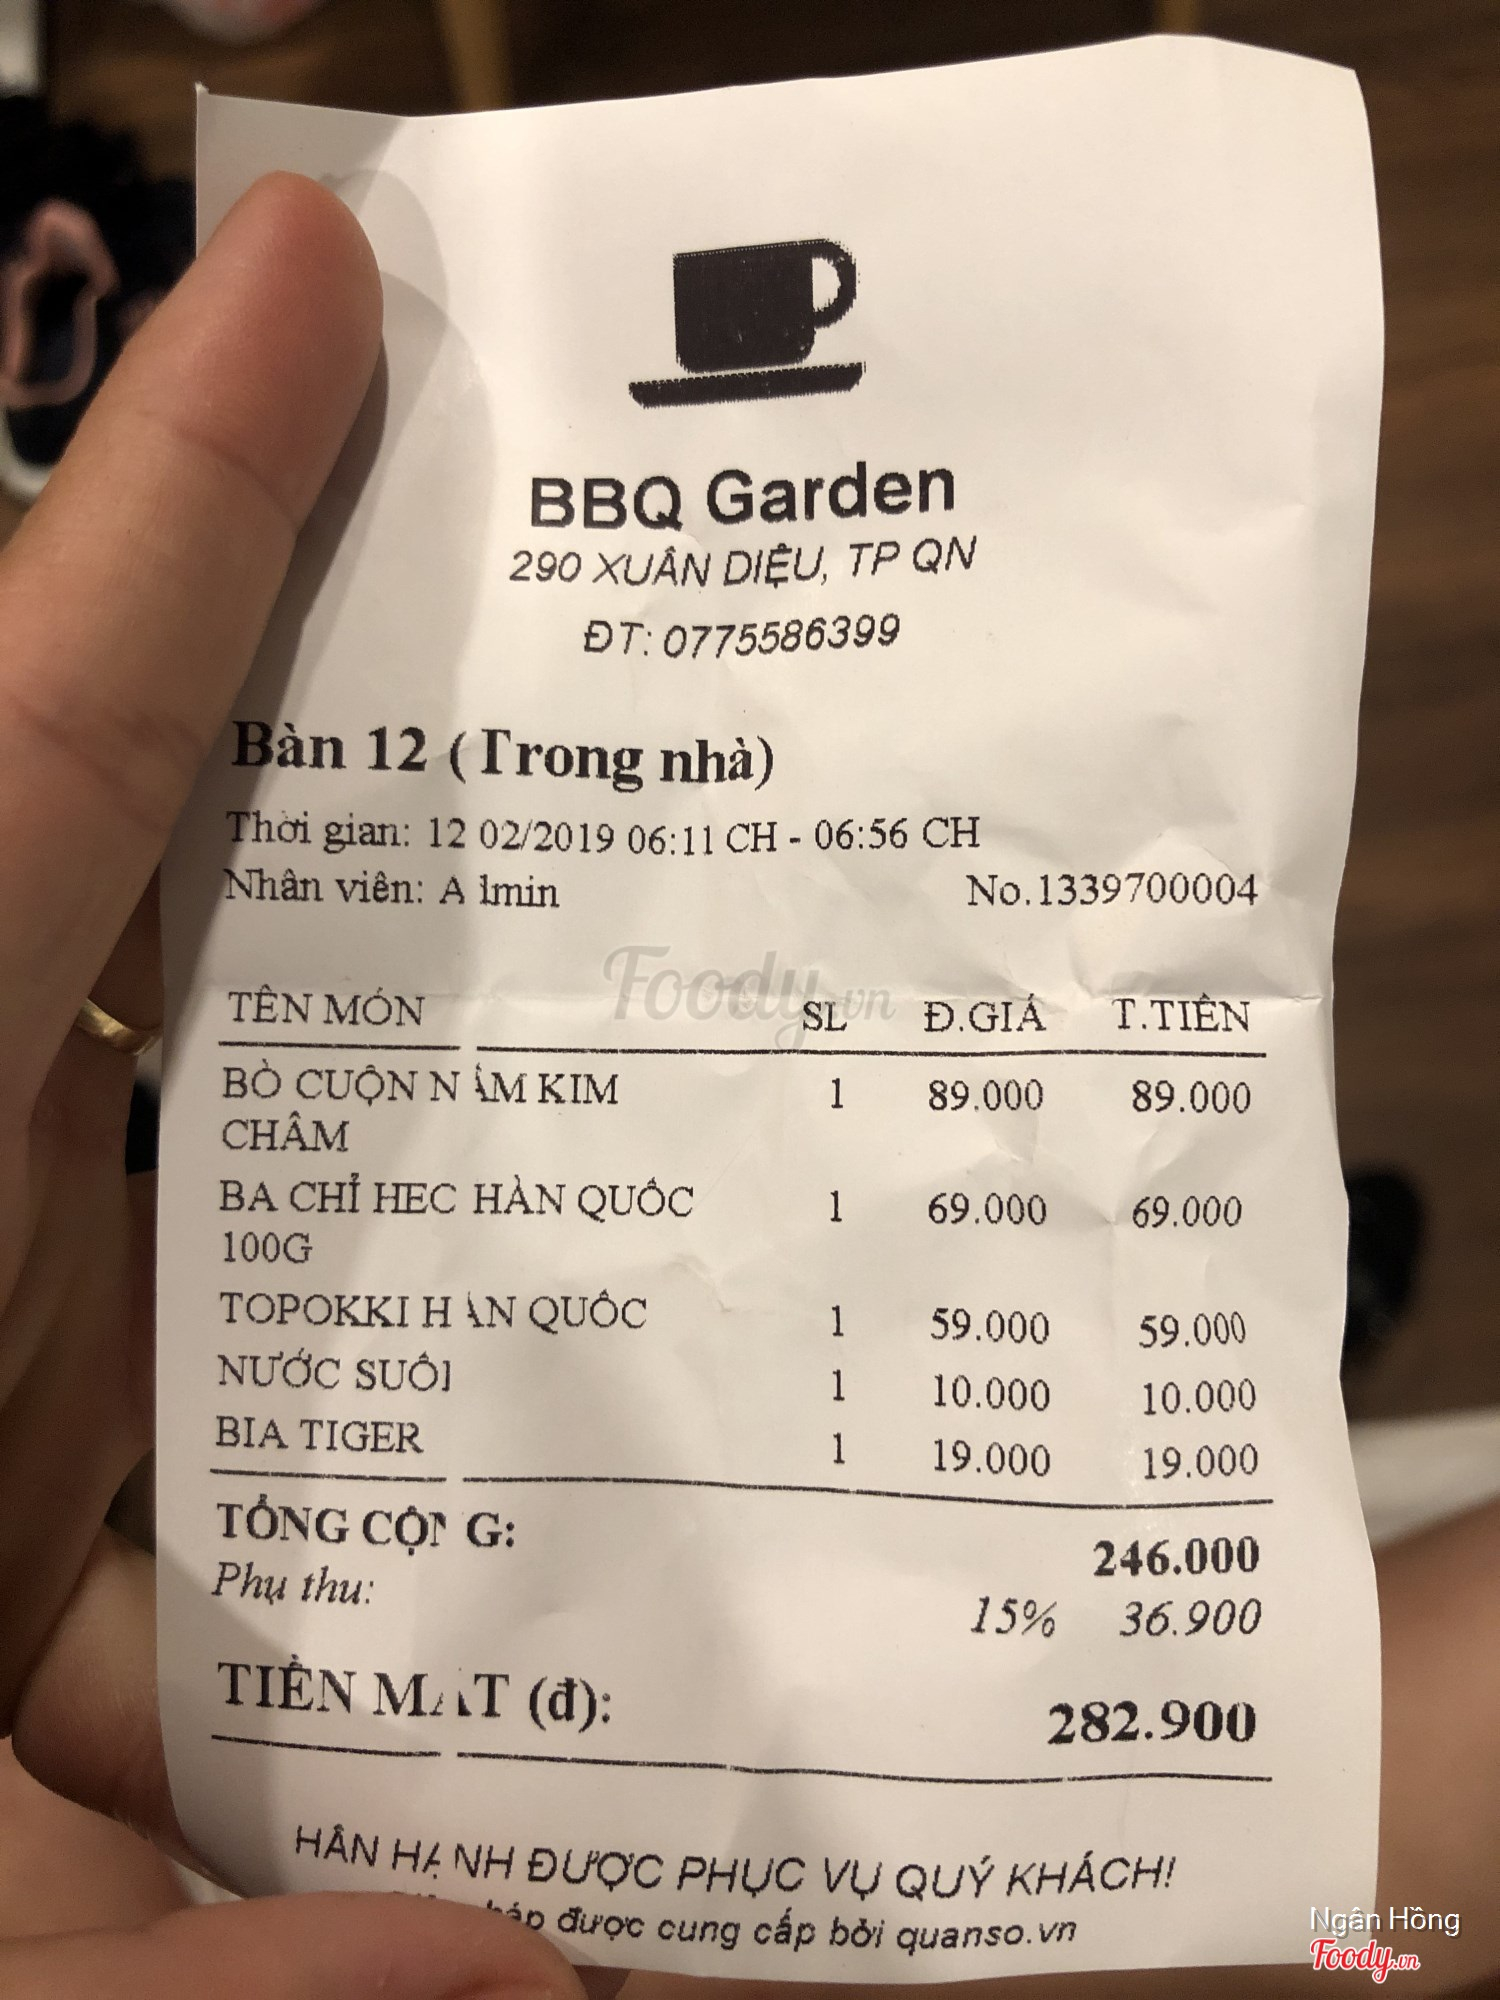 BBQ Garden
290 XUÂN DIỆU, TP QN
ĐT: 0775586399
Bàn 12 (Trong nhà)
Thời gian: 12 02/2019 06:11 CH - 06:56 CH
Nhân viên: Admin No.1339700004
Foody.vn
TÊN MÓN SL Đ.GIÁ T.TIỀN
BÒ CUỘN NẤM KIM 1 89.000 89.000
CHÂM
BA CHỈ HEO HÀN QUỐC 1 69.000 69.000
100G
TOPOKKI HÀN QUỐC 1 59.000 59.000
NƯỚC SUỐI 1 10.000 10.000
BIA TIGER 1 19.000 19.000
TỔNG CỘNG: 246.000
Phụ thu: 15% 36.900
TIỀN MẶT (đ): 282.900
HÂN HẠNH ĐƯỢC PHỤC VỤ QUÝ KHÁCH!
được cung cấp bởi quanso.vn
Ngân Hồng
Foody.vn